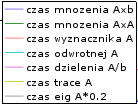 czas mnozenia Axb
czas mnozenia AxA
czas wyznacznika A
czas odwrotnej A
czas dzielenia A/b
czas trace A
czas eig A*0.2